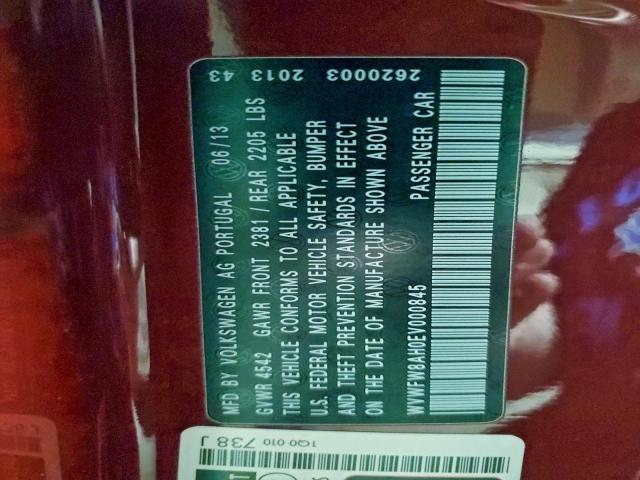 MFD BY VOLKSWAGEN AG PORTUGAL 06/13 43
GVWR 4542 GAWR FRONT 2381 / REAR 2205 LBS
THIS VEHICLE CONFORMS TO ALL APPLICABLE 2013
U.S. FEDERAL MOTOR VEHICLE SAFETY, BUMPER
AND THEFT PREVENTION STANDARDS IN EFFECT 2620003
ON THE DATE OF MANUFACTURE SHOWN ABOVE
WVWFW8AH0EV000845 PASSENGER CAR
1Q0 010 738 J